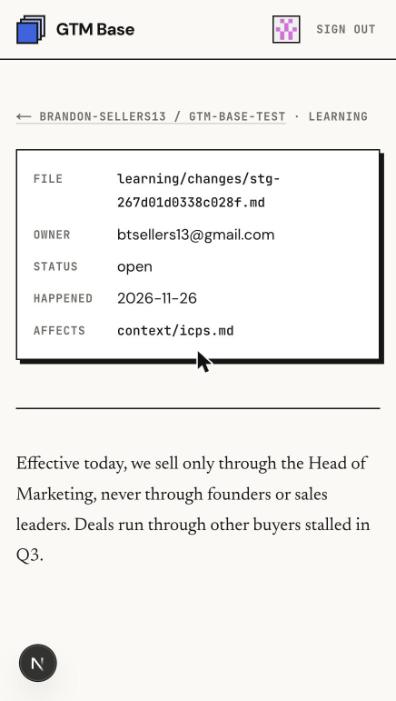 GTM Base
SIGN OUT
← BRANDON-SELLERS13 / GTM-BASE-TEST · LEARNING
FILE learning/changes/stg-
267d01d0338c028f.md
OWNER btsellers13@gmail.com
STATUS open
HAPPENED 2026-11-26
AFFECTS context/icps.md
Effective today, we sell only through the Head of
Marketing, never through founders or sales
leaders. Deals run through other buyers stalled in
Q3.
N